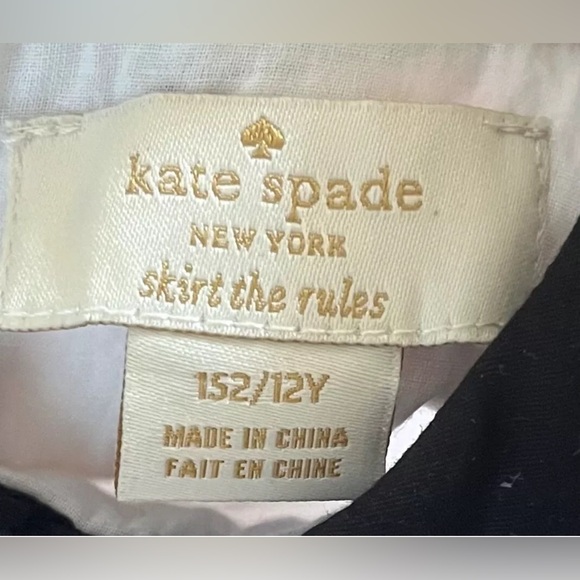 kate spade
NEW YORK
skirt the rules
152/12Y
MADE IN CHINA
FAIT EN CHINE